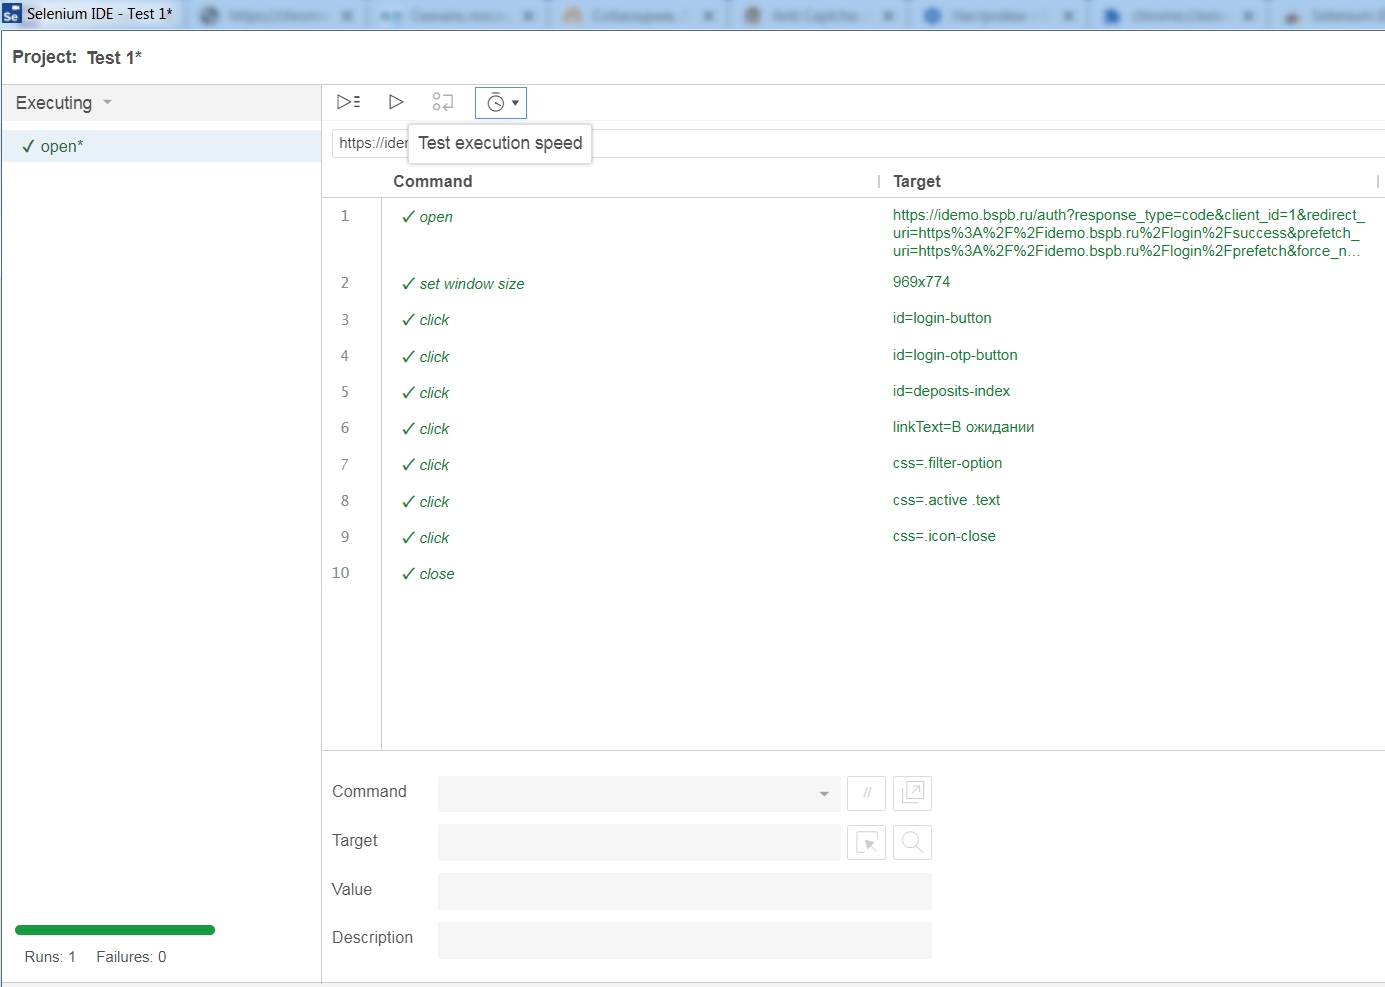 Selenium IDE - Test 1*
Project: Test 1*
Executing
✓ open*
https://ider
Test execution speed
Command Target
1 ✓ open https://idemo.bspb.ru/auth?response_type=code&client_id=1&redirect_
uri=https%3A%2F%2Fidemo.bspb.ru%2Flogin%2Fsuccess&prefetch_
uri=https%3A%2F%2Fidemo.bspb.ru%2Flogin%2Fprefetch&force_n...
2 ✓ set window size 969x774
3 ✓ click id=login-button
4 ✓ click id=login-otp-button
5 ✓ click id=deposits-index
6 ✓ click linkText=В ожидании
7 ✓ click css=.filter-option
8 ✓ click css=.active .text
9 ✓ click css=.icon-close
10 ✓ close
Command
//
Target
Value
Description
Runs: 1 Failures: 0